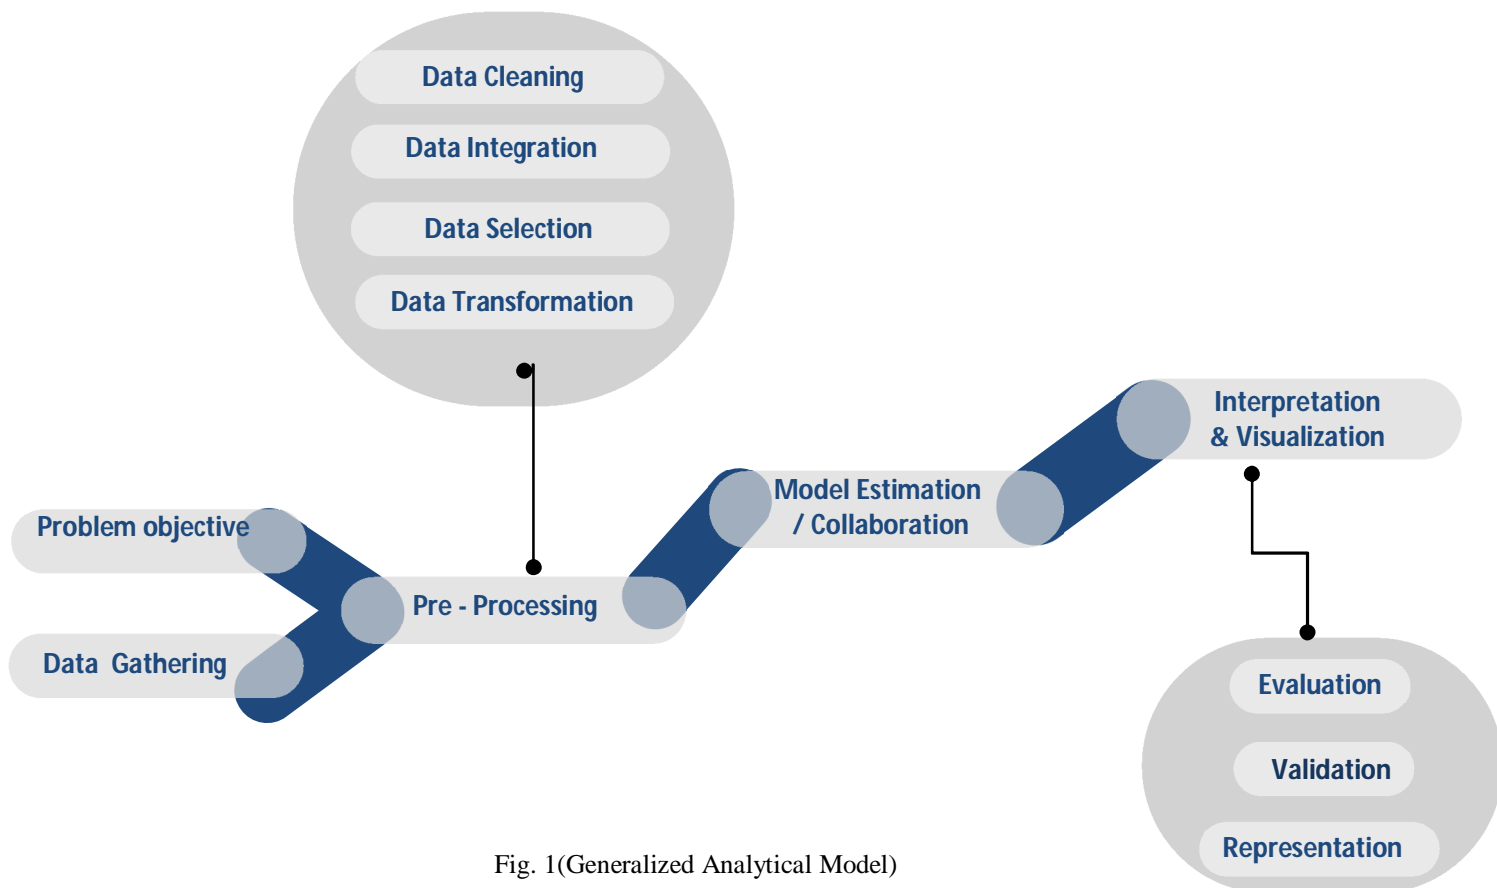 Data Cleaning
Data Integration
Data Selection
Data Transformation
Interpretation
& Visualization
Model Estimation
/ Collaboration
Problem objective
Pre - Processing
Data Gathering
Evaluation
Validation
Representation
Fig. 1(Generalized Analytical Model)